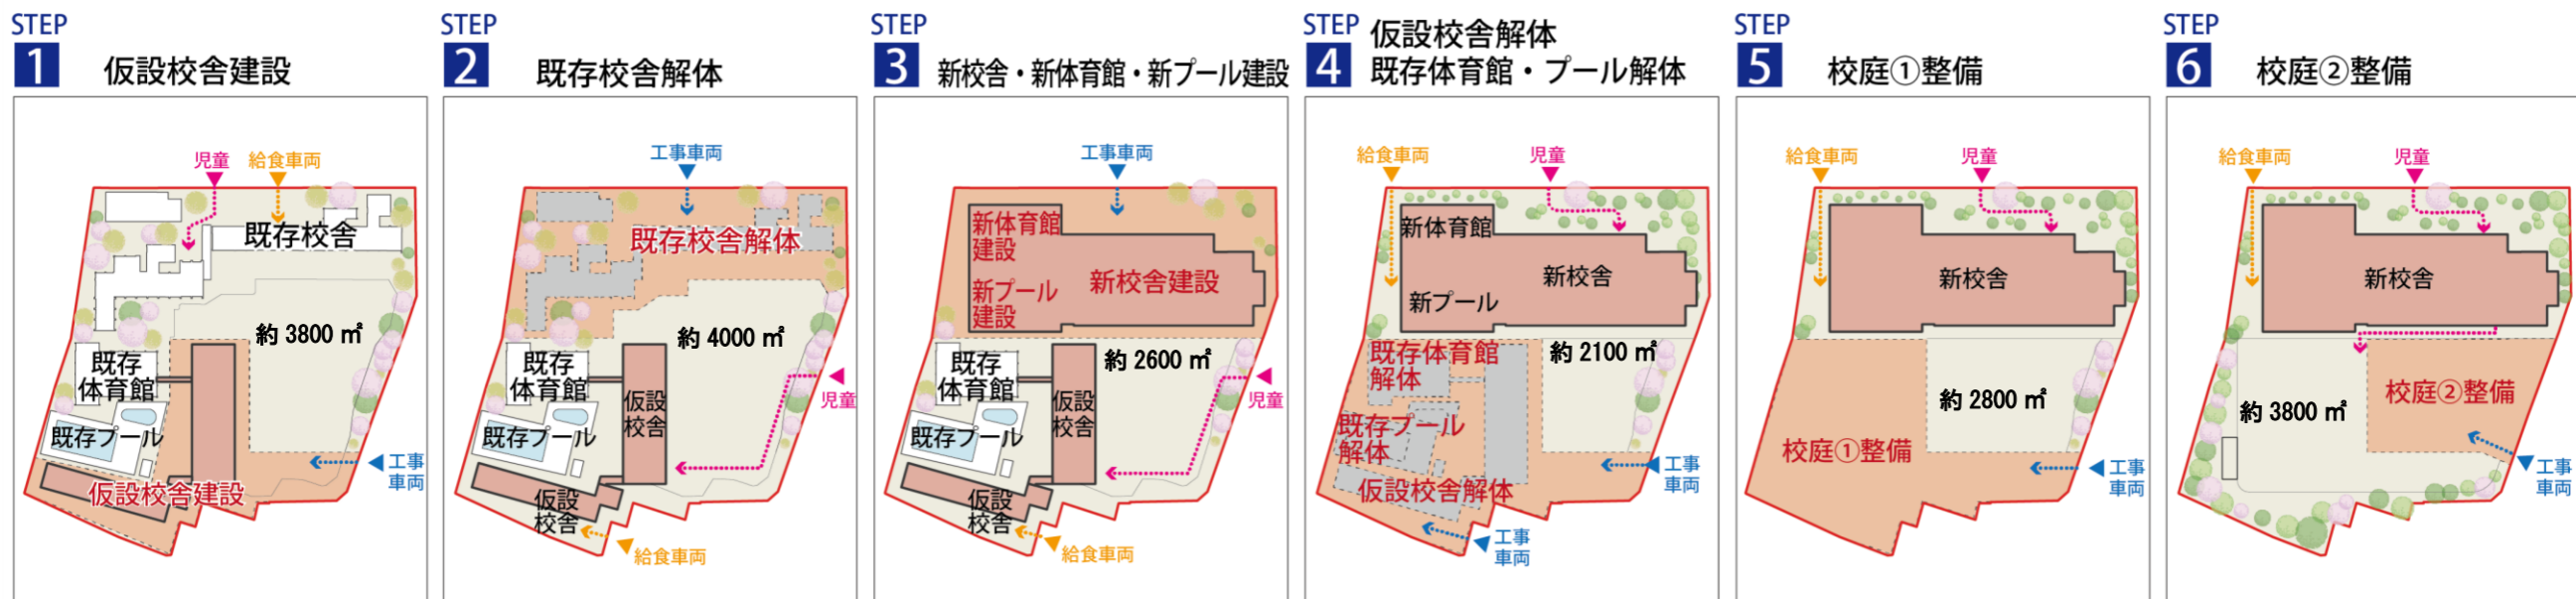 STEP
1 仮設校舎建設
児童 給食車両
既存校舎
約 3800 ㎡
既存
体育館
既存プール
工事
車両
仮設校舎建設
STEP
2 既存校舎解体
工事車両
既存校舎解体
約 4000 ㎡
既存
体育館
仮設
校舎
児童
既存プール
仮設
校舎
給食車両
STEP
3 新校舎・新体育館・新プール建設
工事車両
新体育館
建設
新校舎建設
新プール
建設
約 2600 ㎡
既存
体育館
仮設
校舎
児童
既存プール
仮設
校舎
給食車両
STEP
4 仮設校舎解体
既存体育館・プール解体
給食車両 児童
新体育館
新校舎
新プール
既存体育館
解体
約 2100 ㎡
既存プール
解体
工事
車両
仮設校舎解体
工事
車両
STEP
5 校庭①整備
給食車両 児童
新校舎
約 2800 ㎡
校庭①整備
工事
車両
STEP
6 校庭②整備
給食車両 児童
新校舎
校庭②整備
約 3800 ㎡
工事
車両